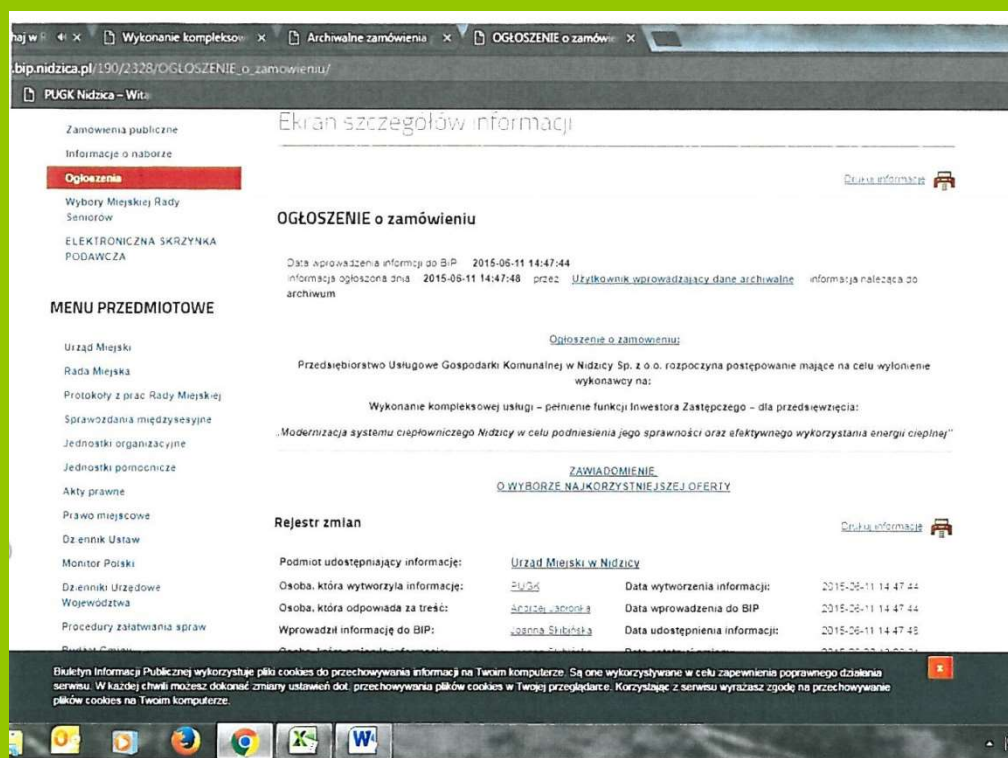 haj w R
Wykonanie komplekso
Archiwalne zamówienia
OGŁOSZENIE o zamówie
.bip.nidzica.pl/190/2328/OGŁOSZENIE_o_zamowieniu/
PUGK Nidzica – Wita
Zamówienia publiczne
Informacje o naborze
Ogłoszenia
Wybory Miejskiej Rady
Seniorów
ELEKTRONICZNA SKRZYNKA
PODAWCZA
MENU PRZEDMIOTOWE
Urząd Miejski
Rada Miejska
Protokoły z prac Rady Miejskiej
Sprawozdania międzysesyjne
Jednostki organizacyjne
Jednostki pomocnicze
Akty prawne
Prawo miejscowe
Dziennik Ustaw
Monitor Polski
Dzienniki Urzędowe
Województwa
Procedury załatwiania spraw
Budżet Gminy
Ekran szczegółów informacji
Drukuj informację
OGŁOSZENIE o zamówieniu
Data wprowadzenia informcji do BIP 2015-06-11 14:47:44
informacja ogłoszona dnia 2015-06-11 14:47:48 przez Użytkownik wprowadzający dane archiwalne informacja należąca do
archiwum
Ogłoszenie o zamówieniu:
Przedsiębiorstwo Usługowe Gospodarki Komunalnej w Nidzicy Sp. z o.o. rozpoczyna postępowanie mające na celu wyłonienie
wykonawcy na:
Wykonanie kompleksowej usługi – pełnienie funkcji Inwestora Zastępczego – dla przedsięwzięcia:
„Modernizacja systemu ciepłowniczego Nidzicy w celu podniesienia jego sprawności oraz efektywnego wykorzystania energii cieplnej”
ZAWIADOMIENIE
O WYBORZE NAJKORZYSTNIEJSZEJ OFERTY
Rejestr zmian
Drukuj informację
Podmiot udostępniający informację: Urząd Miejski w Nidzicy
Osoba, która wytworzyła informację: PUGK Data wytworzenia informacji: 2015-06-11 14:47:44
Osoba, która odpowiada za treść: Andrzej Jabłonka Data wprowadzenia do BIP 2015-06-11 14:47:44
Wprowadził informację do BIP: Joanna Skibińska Data udostępnienia informacji: 2015-06-11 14:47:48
Biuletyn Informacji Publicznej wykorzystuje pliki cookies do przechowywania informacji na Twoim komputerze. Są one wykorzystywane w celu zapewnienia poprawnego działania
serwisu. W każdej chwili możesz dokonać zmiany ustawień dot. przechowywania plików cookies w Twojej przeglądarce. Korzystając z serwisu wyrażasz zgodę na przechowywanie
plików cookies na Twoim komputerze.
x